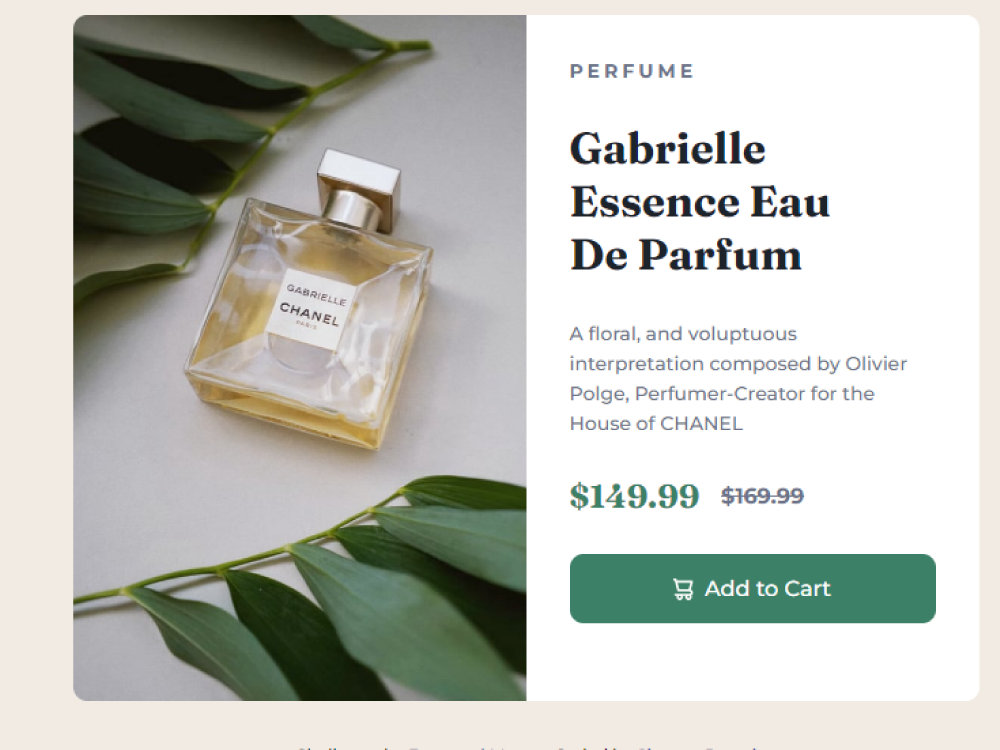 GABRIELLE
CHANEL
PARIS
PERFUME
Gabrielle
Essence Eau
De Parfum
A floral, and voluptuous
interpretation composed by Olivier
Polge, Perfumer-Creator for the
House of CHANEL
$149.99 $169.99
Add to Cart